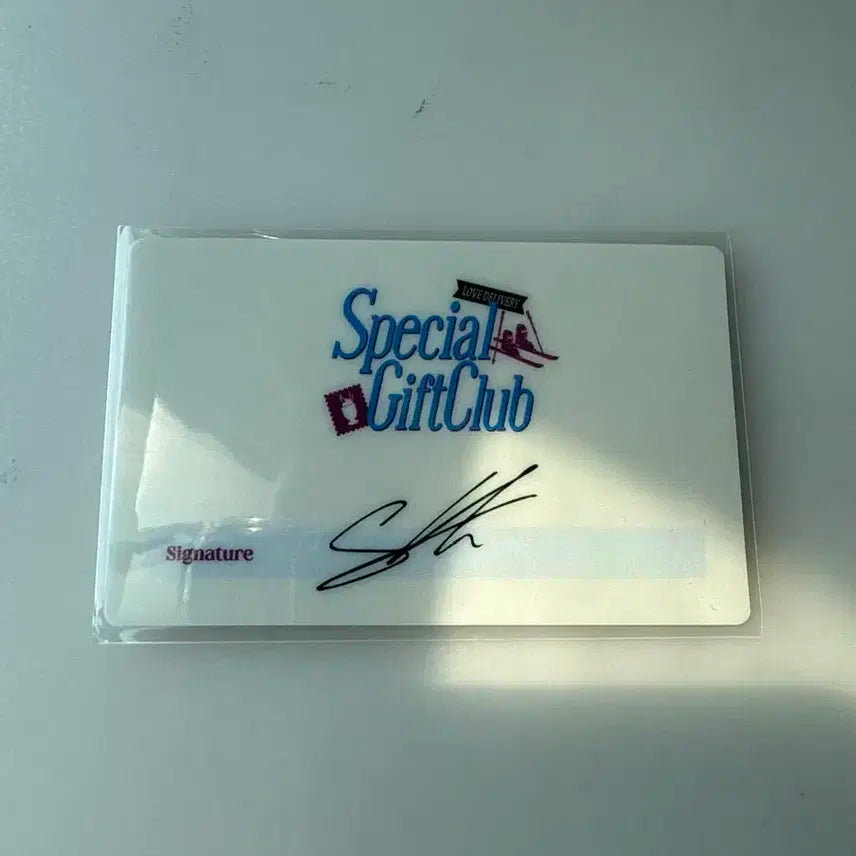 LOVE DELIVERY
Special
GiftClub
Signature